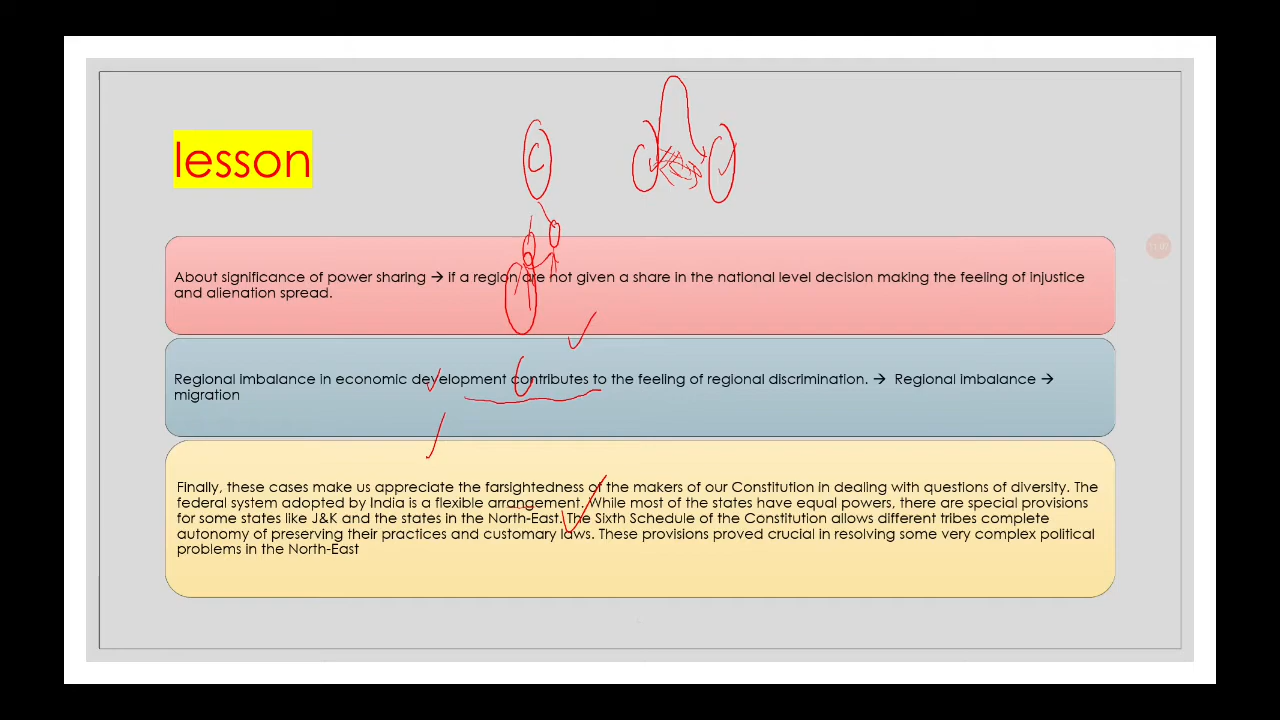 lesson
About significance of power sharing → if a region are not given a share in the national level decision making the feeling of injustice
and alienation spread.
Regional imbalance in economic development contributes to the feeling of regional discrimination. → Regional imbalance →
migration
Finally, these cases make us appreciate the farsightedness of the makers of our Constitution in dealing with questions of diversity. The
federal system adopted by India is a flexible arrangement. While most of the states have equal powers, there are special provisions
for some states like J&K and the states in the North-East. The Sixth Schedule of the Constitution allows different tribes complete
autonomy of preserving their practices and customary laws. These provisions proved crucial in resolving some very complex political
problems in the North-East